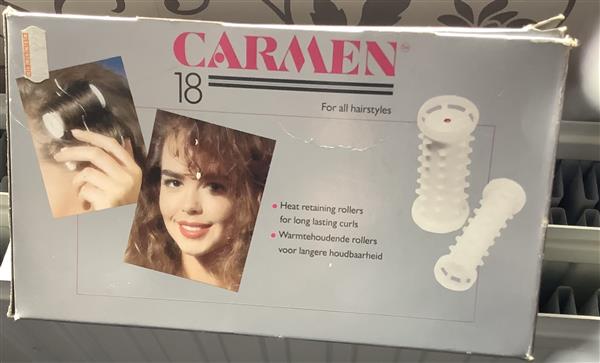 CARMEN
18
For all hairstyles
• Heat retaining rollers
for long lasting curls
• Warmtehoudende rollers
voor langere houdbaarheid